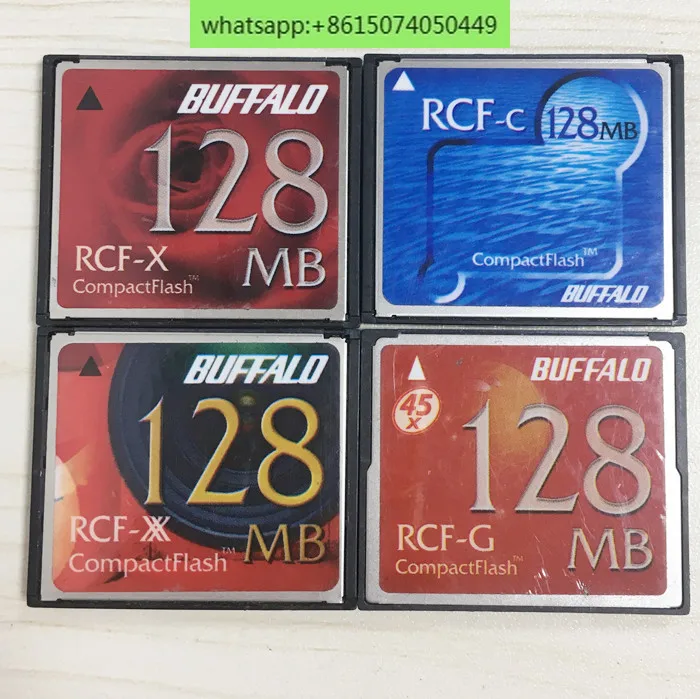 whatsapp:+8615074050449
BUFFALO
128
MB
RCF-X
CompactFlash™
RCF-C
128MB
CompactFlash™
BUFFALO
BUFFALO
128
MB
RCF-XX
CompactFlash™
BUFFALO
45
x
128
MB
RCF-G
CompactFlash™